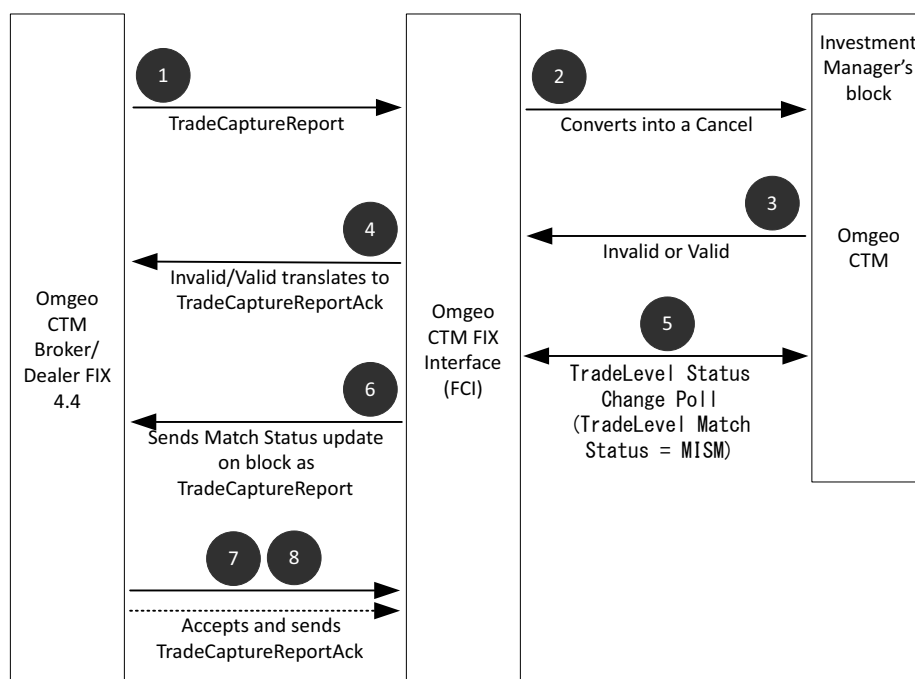 1
TradeCaptureReport
2
Converts into a Cancel
Investment
Manager's
block
3
Invalid or Valid
4
Invalid/Valid translates to
TradeCaptureReportAck
Omgeo
CTM
Omgeo
CTM
Broker/
Dealer FIX
4.4
Omgeo
CTM FIX
Interface
(FCI)
5
TradeLevel Status
Change Poll
(TradeLevel Match
Status = MISM)
6
Sends Match Status update
on block as
TradeCaptureReport
7 8
Accepts and sends
TradeCaptureReportAck